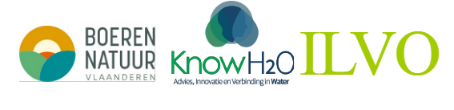 BOEREN
NATUUR
VLAANDEREN
KnowH2O
Advies, Innovatie en Verbinding in Water
ILVO